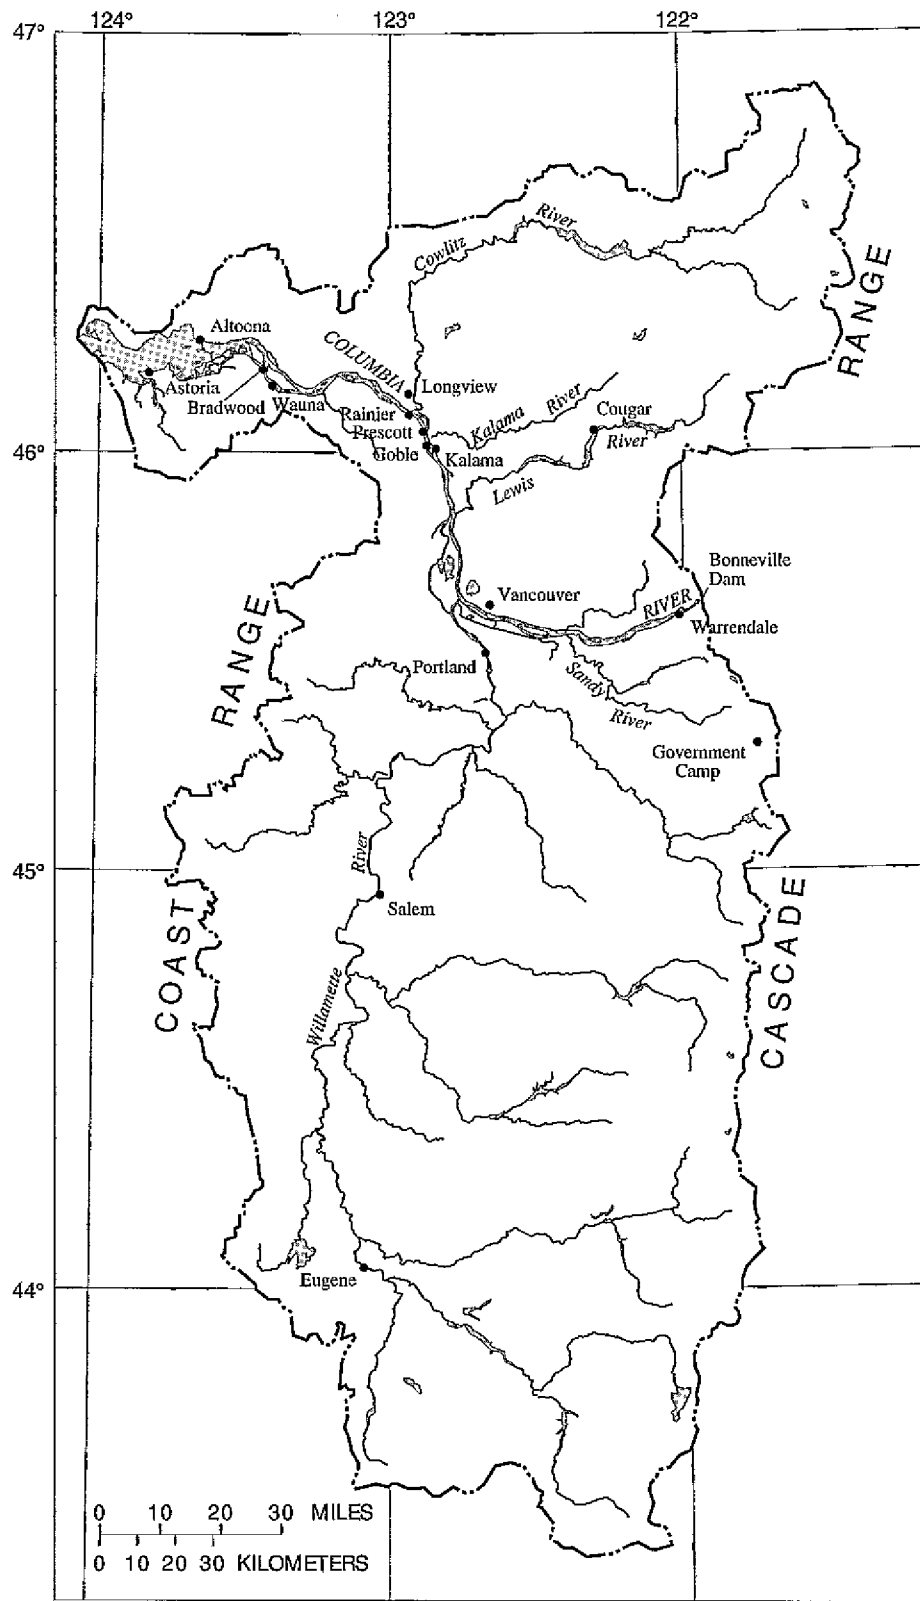 124° 123° 122°
47°
Cowlitz River
RANGE
Altoona
COLUMBIA
Astoria
Longview
Bradwood
Wauna
Rainier
Kalama River
Cougar
Prescott
River
Goble
Kalama
46°
Lewis
Bonneville
Dam
Vancouver
RIVER
Warrendale
RANGE
Portland
Sandy
River
Government
Camp
River
45°
Salem
COAST
CASCADE
Willamette
Eugene
44°
0 10 20 30 MILES
0 10 20 30 KILOMETERS